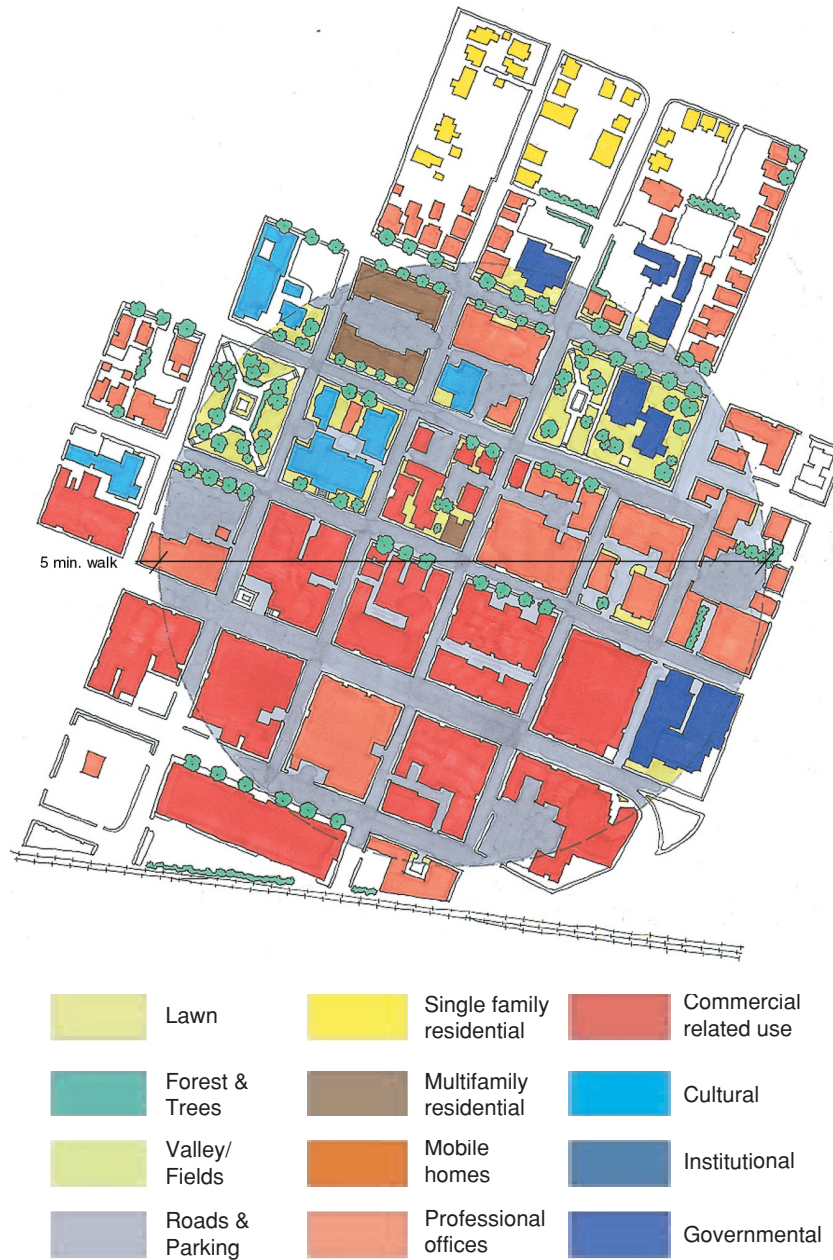 5 min. walk
Lawn
Single family
residential
Commercial
related use
Forest &
Trees
Multifamily
residential
Cultural
Valley/
Fields
Mobile
homes
Institutional
Roads &
Parking
Professional
offices
Governmental